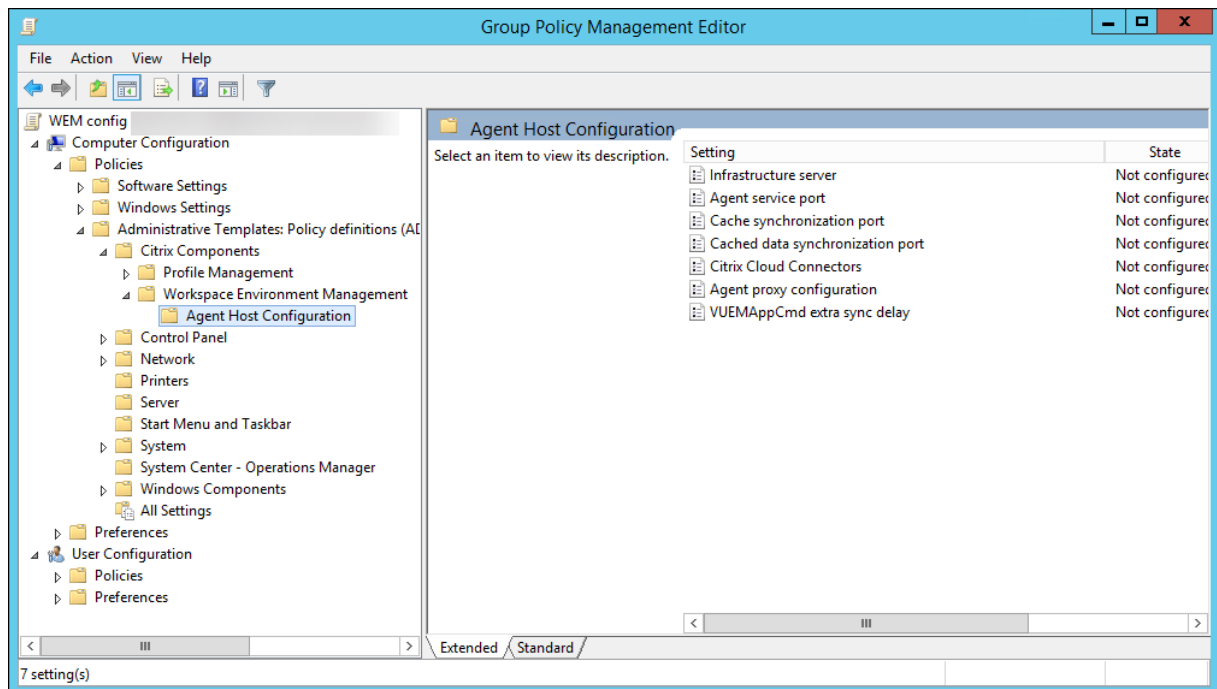 Group Policy Management Editor
File Action View Help
WEM config
Computer Configuration
Policies
Software Settings
Windows Settings
Administrative Templates: Policy definitions (AD
Citrix Components
Profile Management
Workspace Environment Management
Agent Host Configuration
Control Panel
Network
Printers
Server
Start Menu and Taskbar
System
System Center - Operations Manager
Windows Components
All Settings
Preferences
User Configuration
Policies
Preferences
Agent Host Configuration
Select an item to view its description.
Setting State
Infrastructure server Not configured
Agent service port Not configured
Cache synchronization port Not configured
Cached data synchronization port Not configured
Citrix Cloud Connectors Not configured
Agent proxy configuration Not configured
VUEMAppCmd extra sync delay Not configured
Extended Standard
7 setting(s)